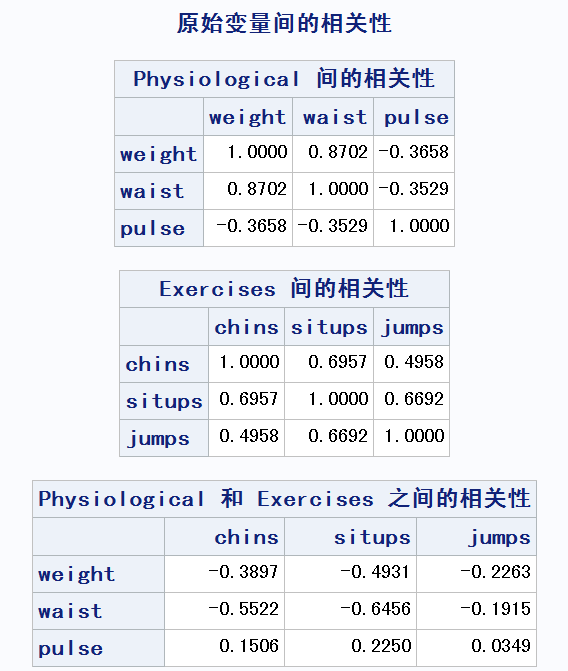 原始变量间的相关性
Physiological 间的相关性
weight waist pulse
weight 1.0000 0.8702 -0.3658
waist 0.8702 1.0000 -0.3529
pulse -0.3658 -0.3529 1.0000
Exercises 间的相关性
chins situps jumps
chins 1.0000 0.6957 0.4958
situps 0.6957 1.0000 0.6692
jumps 0.4958 0.6692 1.0000
Physiological 和 Exercises 之间的相关性
chins situps jumps
weight -0.3897 -0.4931 -0.2263
waist -0.5522 -0.6456 -0.1915
pulse 0.1506 0.2250 0.0349